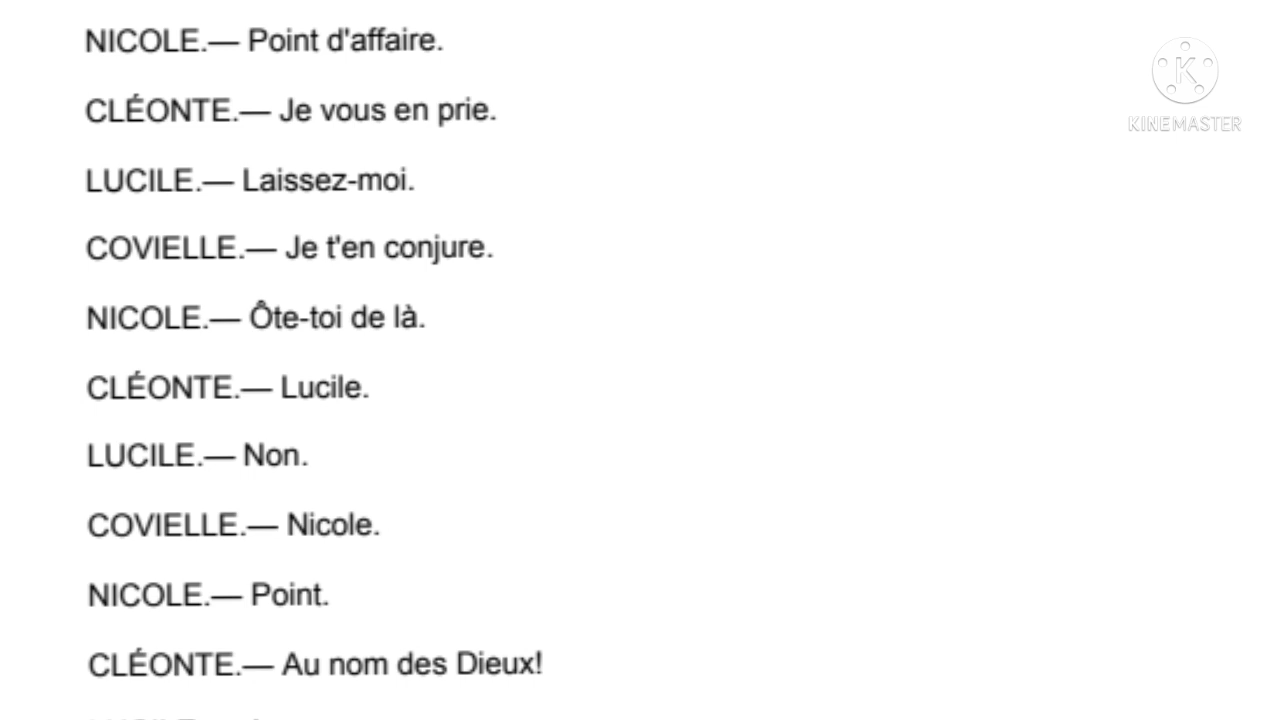 NICOLE.— Point d'affaire.
CLÉONTE.— Je vous en prie.
LUCILE.— Laissez-moi.
COVIELLE.— Je t'en conjure.
NICOLE.— Ôte-toi de là.
CLÉONTE.— Lucile.
LUCILE.— Non.
COVIELLE.— Nicole.
NICOLE.— Point.
CLÉONTE.— Au nom des Dieux!
KINEMASTER